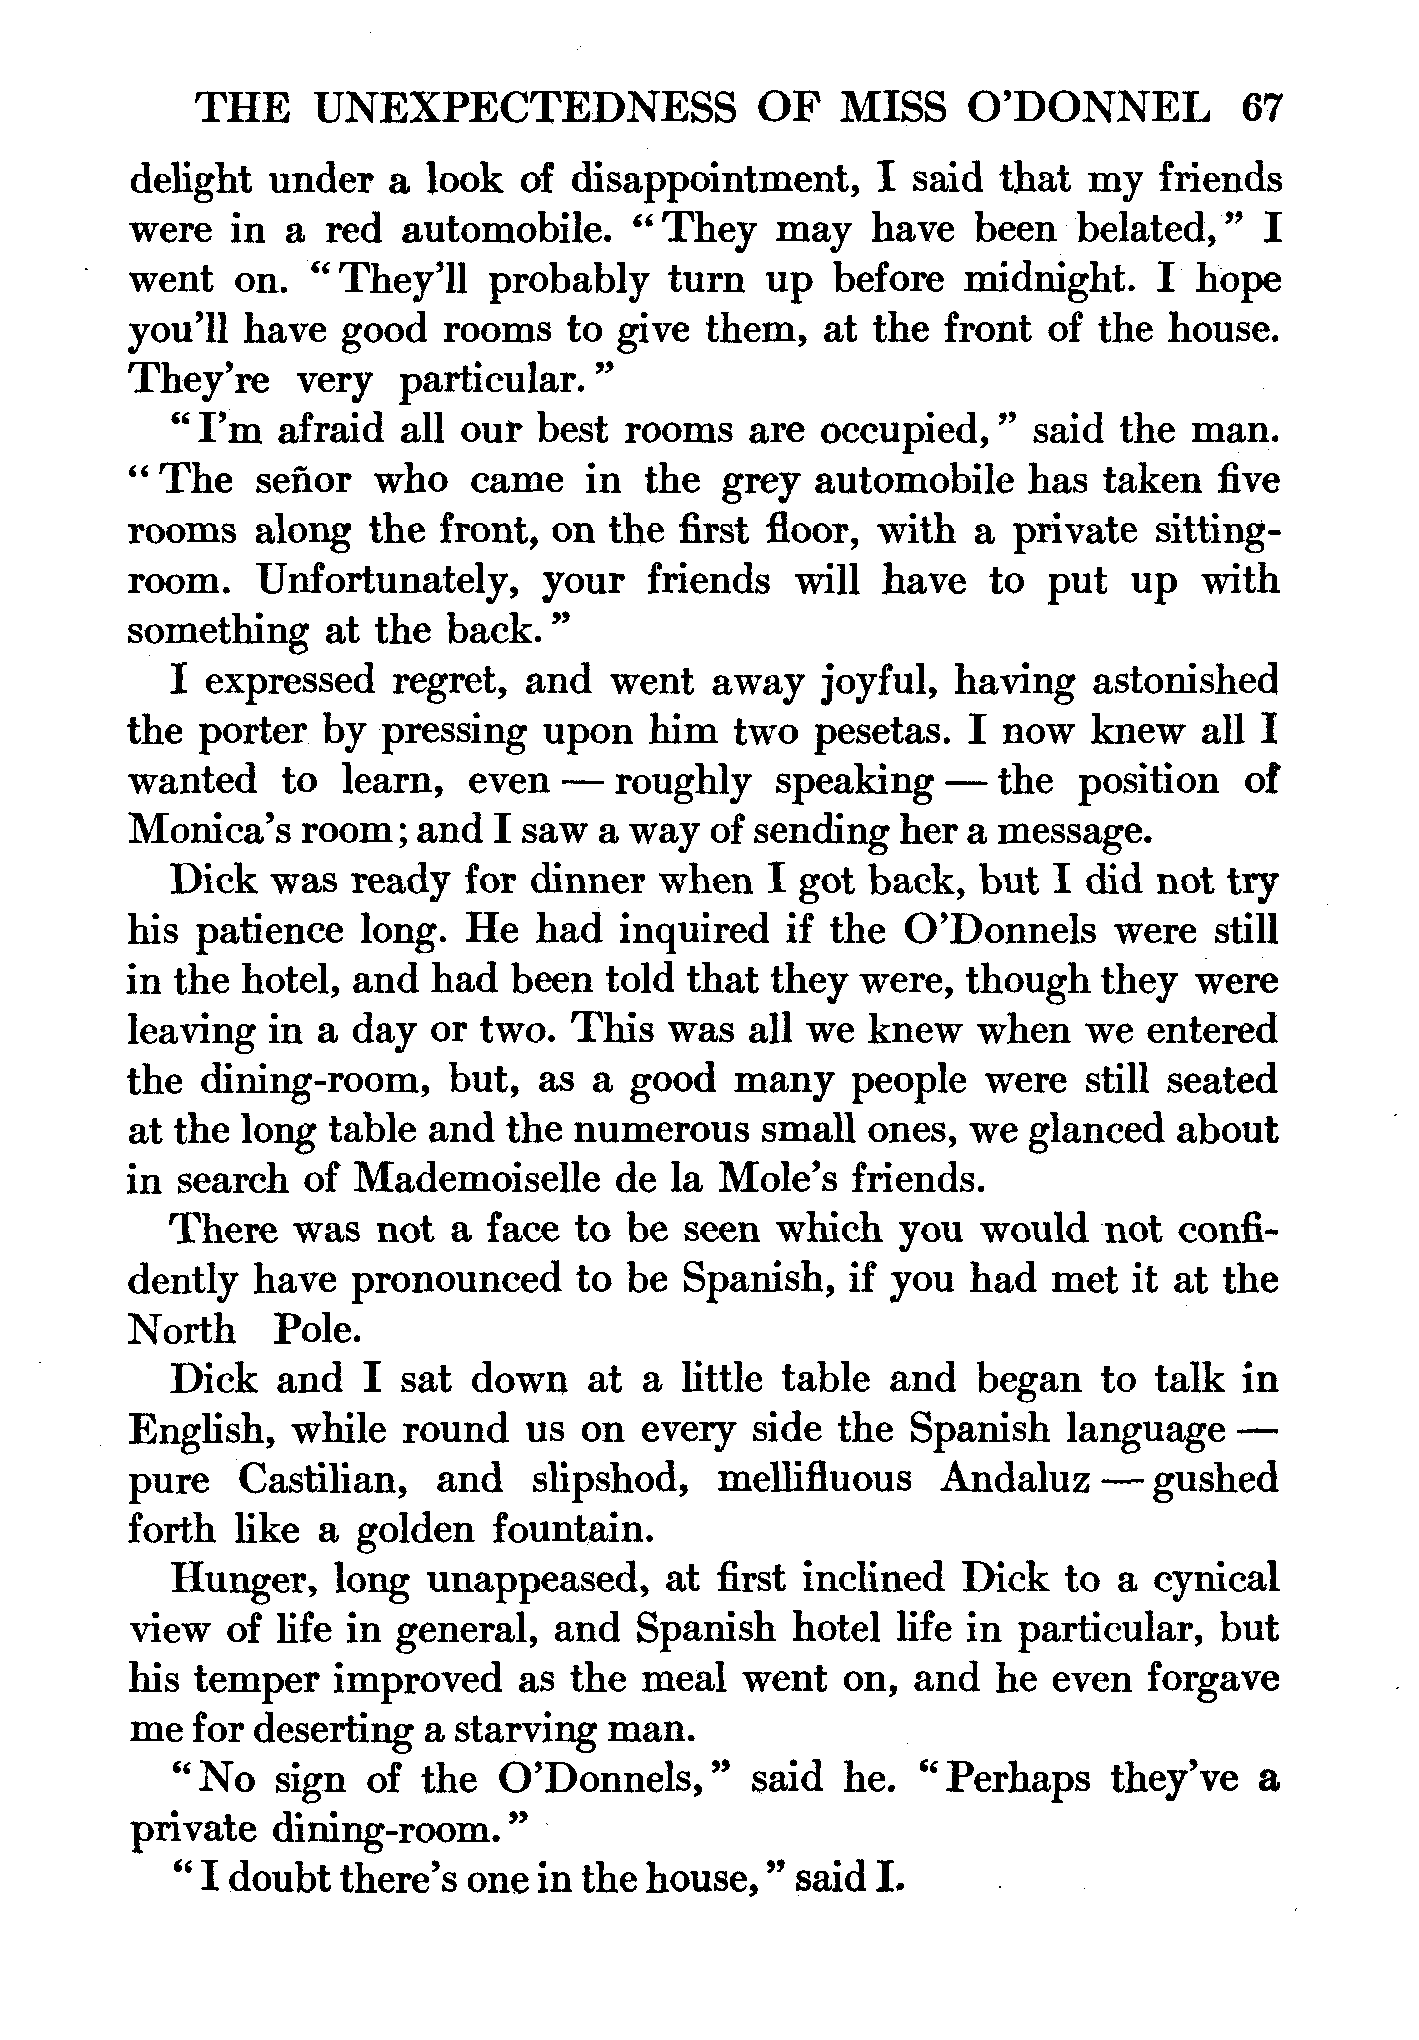 THE UNEXPECTEDNESS OF MISS O'DONNEL 67
delight under a look of disappointment, I said that my friends
were in a red automobile. "They may have been belated," I
went on. "They'll probably turn up before midnight. I hope
you'll have good rooms to give them, at the front of the house.
They're very particular."
"I'm afraid all our best rooms are occupied," said the man.
"The señor who came in the grey automobile has taken five
rooms along the front, on the first floor, with a private sitting-
room. Unfortunately, your friends will have to put up with
something at the back."
I expressed regret, and went away joyful, having astonished
the porter by pressing upon him two pesetas. I now knew all I
wanted to learn, even — roughly speaking — the position of
Monica's room; and I saw a way of sending her a message.
Dick was ready for dinner when I got back, but I did not try
his patience long. He had inquired if the O'Donnels were still
in the hotel, and had been told that they were, though they were
leaving in a day or two. This was all we knew when we entered
the dining-room, but, as a good many people were still seated
at the long table and the numerous small ones, we glanced about
in search of Mademoiselle de la Mole's friends.
There was not a face to be seen which you would not confi-
dently have pronounced to be Spanish, if you had met it at the
North Pole.
Dick and I sat down at a little table and began to talk in
English, while round us on every side the Spanish language —
pure Castilian, and slipshod, mellifluous Andaluz — gushed
forth like a golden fountain.
Hunger, long unappeased, at first inclined Dick to a cynical
view of life in general, and Spanish hotel life in particular, but
his temper improved as the meal went on, and he even forgave
me for deserting a starving man.
"No sign of the O'Donnels," said he. "Perhaps they've a
private dining-room."
"I doubt there's one in the house," said I.